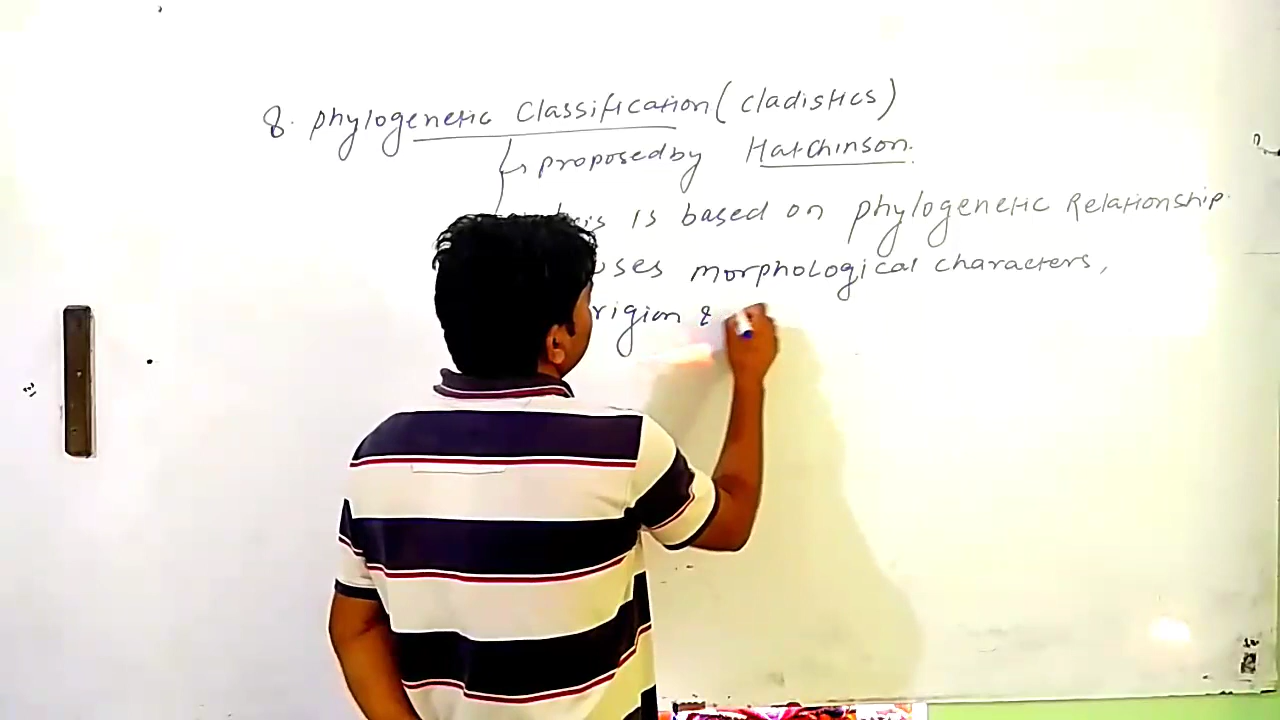 8. Phylogenetic Classification (Cladistics)
proposed by Hatchinson.
is based on phylogenetic Relationship.
uses morphological characters,
rigion &